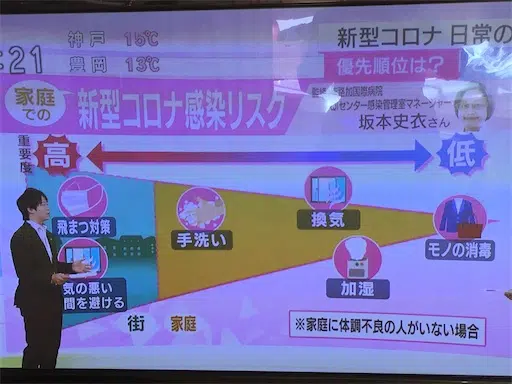 :21
神戸 15℃
豊岡 13℃
新型コロナ 日常の
優先順位は？
家庭
での
新型コロナ感染リスク
坂本史衣さん
重要度
高
低
飛まつ対策
手洗い
換気
加湿
モノの消毒
気の悪い
間を避ける
街
家庭
※家庭に体調不良の人がいない場合